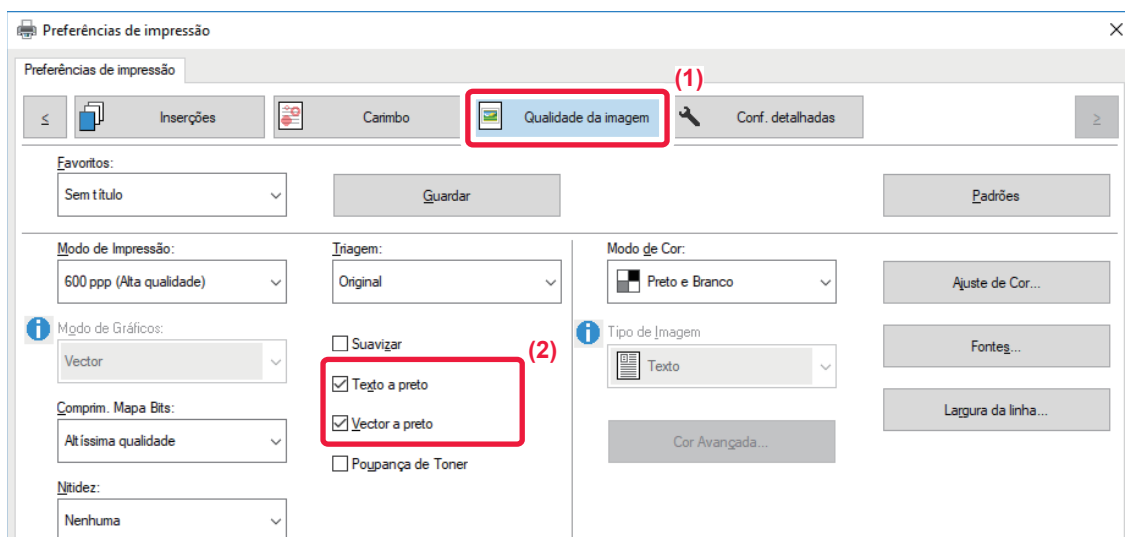 Preferências de impressão
Preferências de impressão
(1)
< Inserções Carimbo Qualidade da imagem Conf. detalhadas >
Favoritos:
Sem título Guardar Padrões
Modo de Impressão: Triagem: Modo de Cor:
600 ppp (Alta qualidade) Original Preto e Branco Ajuste de Cor...
Modo de Gráficos: Tipo de Imagem
Vector Suavizar (2) Texto Fontes...
Texto a preto
Comprim. Mapa Bits: Vector a preto Largura da linha...
Altíssima qualidade Cor Avançada...
Poupança de Toner
Nitidez:
Nenhuma